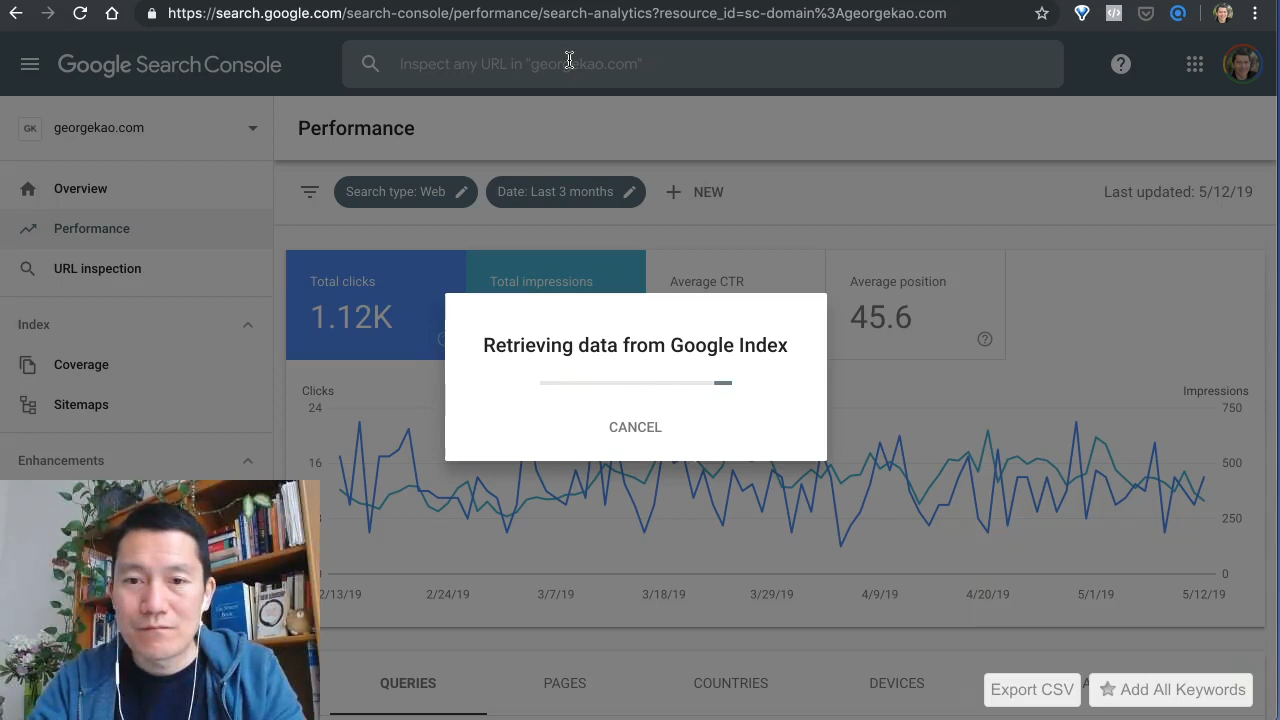 https://search.google.com/search-console/performance/search-analytics?resource_id=sc-domain%3Ageorgekao.com
Google Search Console
Inspect any URL in "georgekao.com"
GK
georgekao.com
Performance
Overview
Search type: Web
Date: Last 3 months
NEW
Last updated: 5/12/19
Performance
URL inspection
Total clicks
Total impressions
Average CTR
Average position
1.12K
45.6
Index
Retrieving data from Google Index
Coverage
Clicks
Impressions
Sitemaps
24
750
CANCEL
Enhancements
16
500
250
0
2/13/19
2/24/19
3/7/19
3/18/19
3/29/19
4/9/19
4/20/19
5/1/19
5/12/19
QUERIES
PAGES
COUNTRIES
DEVICES
Export CSV
Add All Keywords